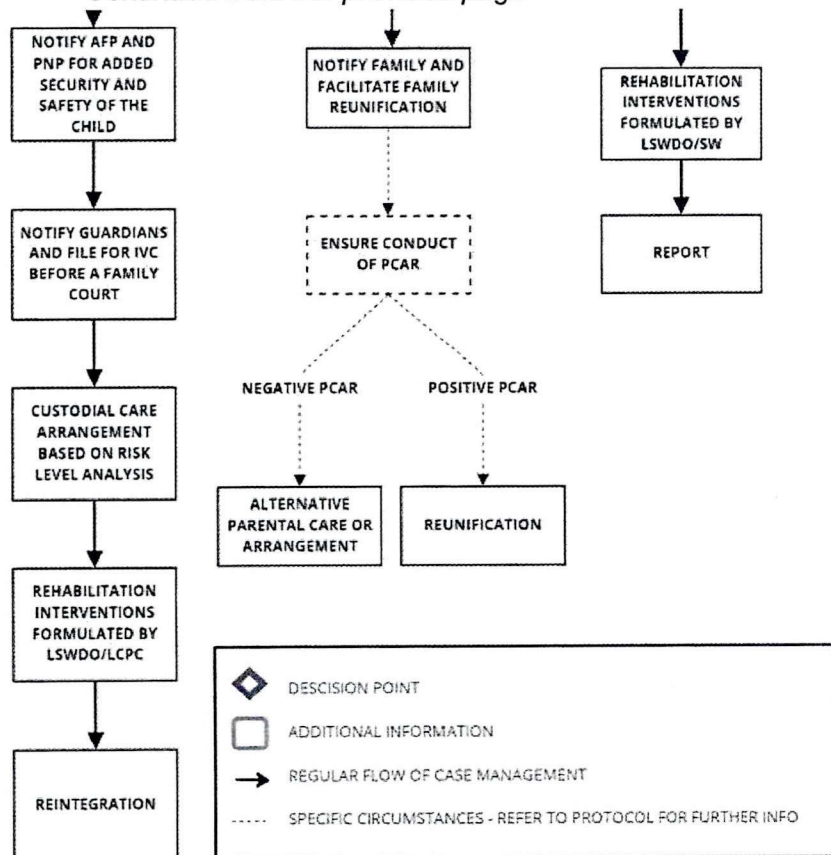 NOTIFY AFP AND
PNP FOR ADDED
SECURITY AND
SAFETY OF THE
CHILD
NOTIFY GUARDIANS
AND FILE FOR IVC
BEFORE A FAMILY
COURT
CUSTODIAL CARE
ARRANGEMENT
BASED ON RISK
LEVEL ANALYSIS
REHABILITATION
INTERVENTIONS
FORMULATED BY
LSWDO/LCPC
REINTEGRATION
NOTIFY FAMILY AND
FACILITATE FAMILY
REUNIFICATION
ENSURE CONDUCT
OF PCAR
NEGATIVE PCAR
POSITIVE PCAR
ALTERNATIVE
PARENTAL CARE OR
ARRANGEMENT
REUNIFICATION
REHABILITATION
INTERVENTIONS
FORMULATED BY
LSWDO/SW
REPORT
DESCISION POINT
ADDITIONAL INFORMATION
REGULAR FLOW OF CASE MANAGEMENT
SPECIFIC CIRCUMSTANCES - REFER TO PROTOCOL FOR FURTHER INFO